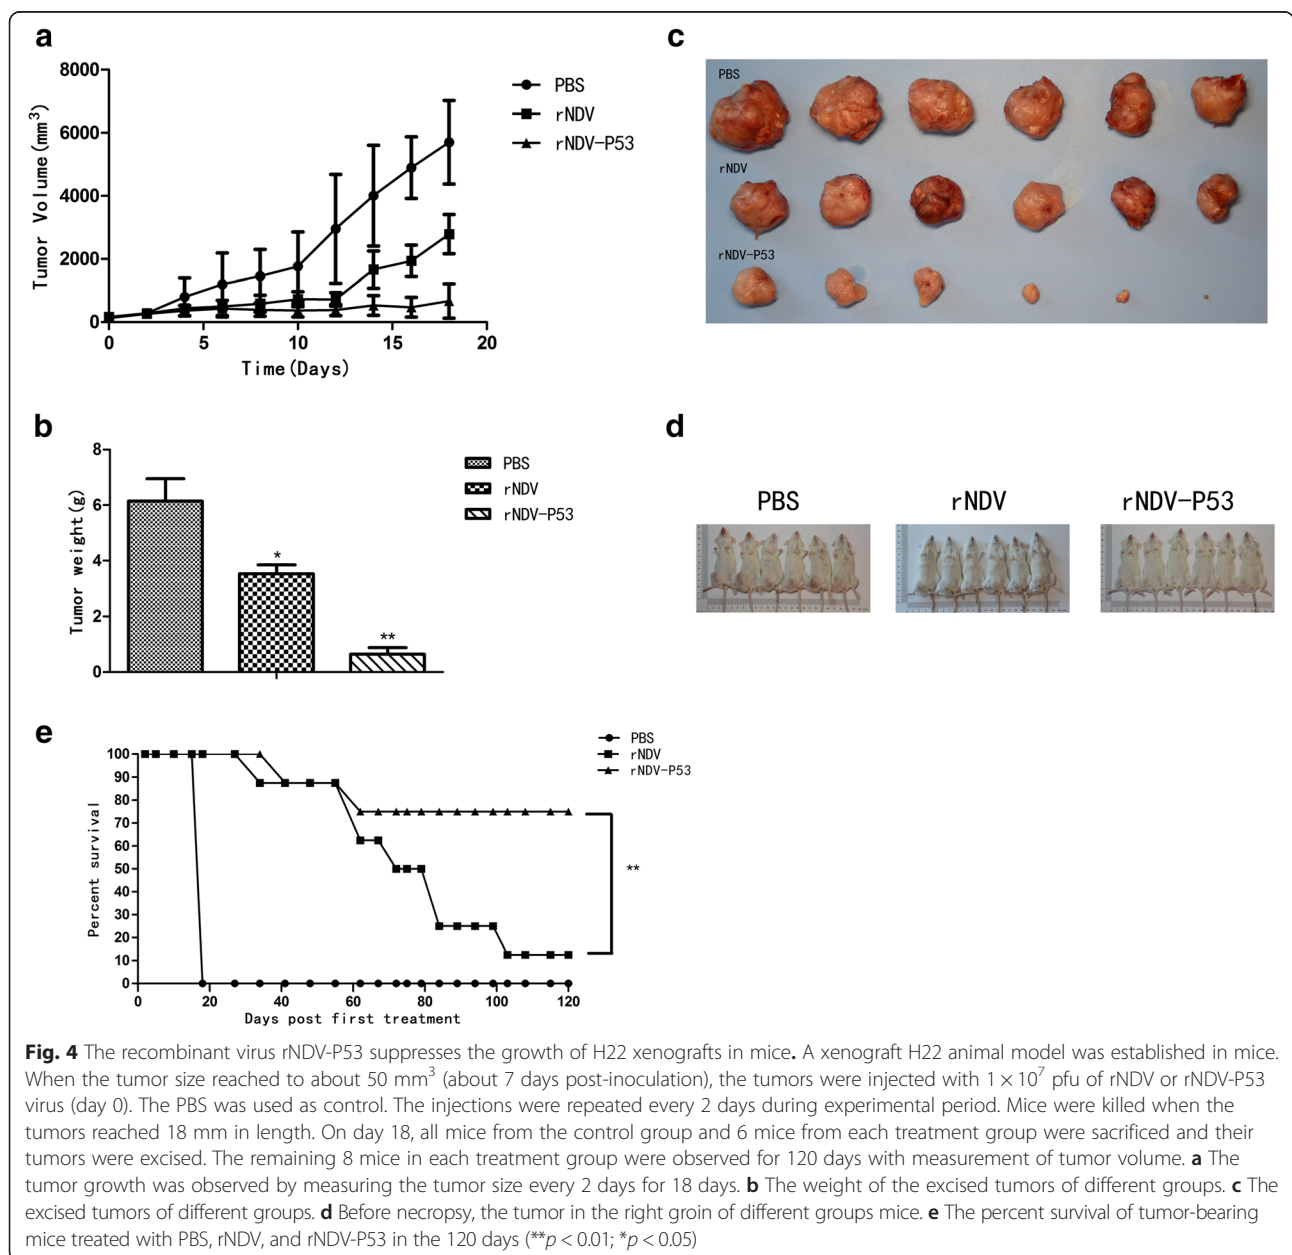 a
8000
6000
4000
2000
0
Tumor Volume(mm³)
0 5 10 15 20
Time(Days)
PBS
rNDV
rNDV-P53
c
PBS
rNDV
rNDV-P53
b
8
6
4
2
0
Tumor weight(g)
*
**
PBS
rNDV
rNDV-P53
d
PBS rNDV rNDV-P53
e
100
90
80
70
60
50
40
30
20
10
0
Percent survival
0 20 40 60 80 100 120
Days post first treatment
PBS
rNDV
rNDV-P53
**
Fig. 4 The recombinant virus rNDV-P53 suppresses the growth of H22 xenografts in mice. A xenograft H22 animal model was established in mice.
When the tumor size reached to about 50 mm³ (about 7 days post-inoculation), the tumors were injected with 1 × 10⁷ pfu of rNDV or rNDV-P53
virus (day 0). The PBS was used as control. The injections were repeated every 2 days during experimental period. Mice were killed when the
tumors reached 18 mm in length. On day 18, all mice from the control group and 6 mice from each treatment group were sacrificed and their
tumors were excised. The remaining 8 mice in each treatment group were observed for 120 days with measurement of tumor volume. a The
tumor growth was observed by measuring the tumor size every 2 days for 18 days. b The weight of the excised tumors of different groups. c The
excised tumors of different groups. d Before necropsy, the tumor in the right groin of different groups mice. e The percent survival of tumor-bearing
mice treated with PBS, rNDV, and rNDV-P53 in the 120 days (**p < 0.01; *p < 0.05)